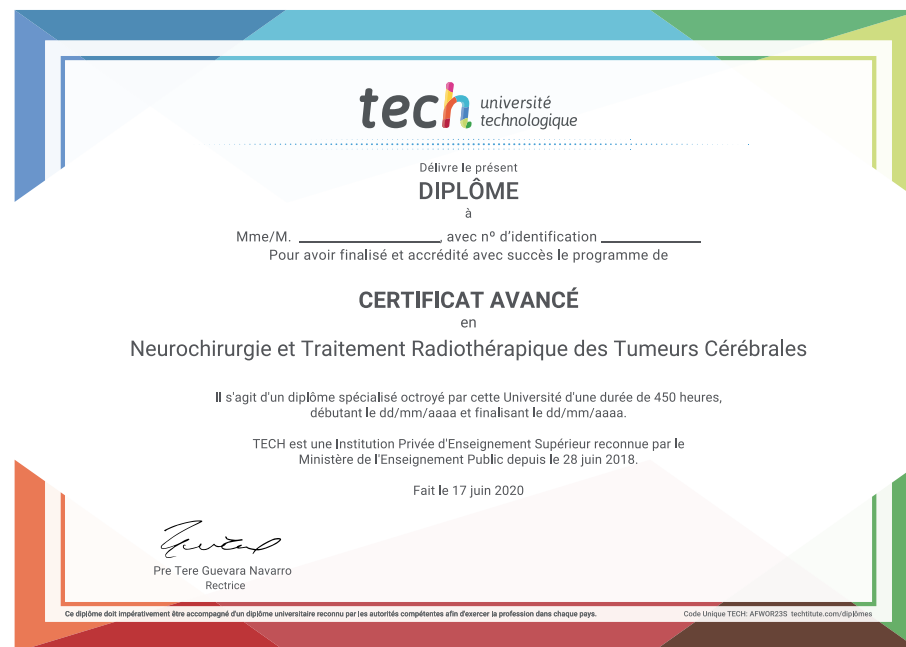 tech université
technologique
Délivre le présent
DIPLÔME
à
Mme/M. ____________________, avec nº d'identification ______________
Pour avoir finalisé et accrédité avec succès le programme de
CERTIFICAT AVANCÉ
en
Neurochirurgie et Traitement Radiothérapique des Tumeurs Cérébrales
Il s'agit d'un diplôme spécialisé octroyé par cette Université d'une durée de 450 heures,
débutant le dd/mm/aaaa et finalisant le dd/mm/aaaa.
TECH est une Institution Privée d'Enseignement Supérieur reconnue par le
Ministère de l'Enseignement Public depuis le 28 juin 2018.
Fait le 17 juin 2020
Pre Tere Guevara Navarro
Rectrice
Ce diplôme doit impérativement être accompagné d'un diplôme universitaire reconnu par les autorités compétentes afin d'exercer la profession dans chaque pays.
Code Unique TECH: AFWOR23S techtitute.com/diplômes